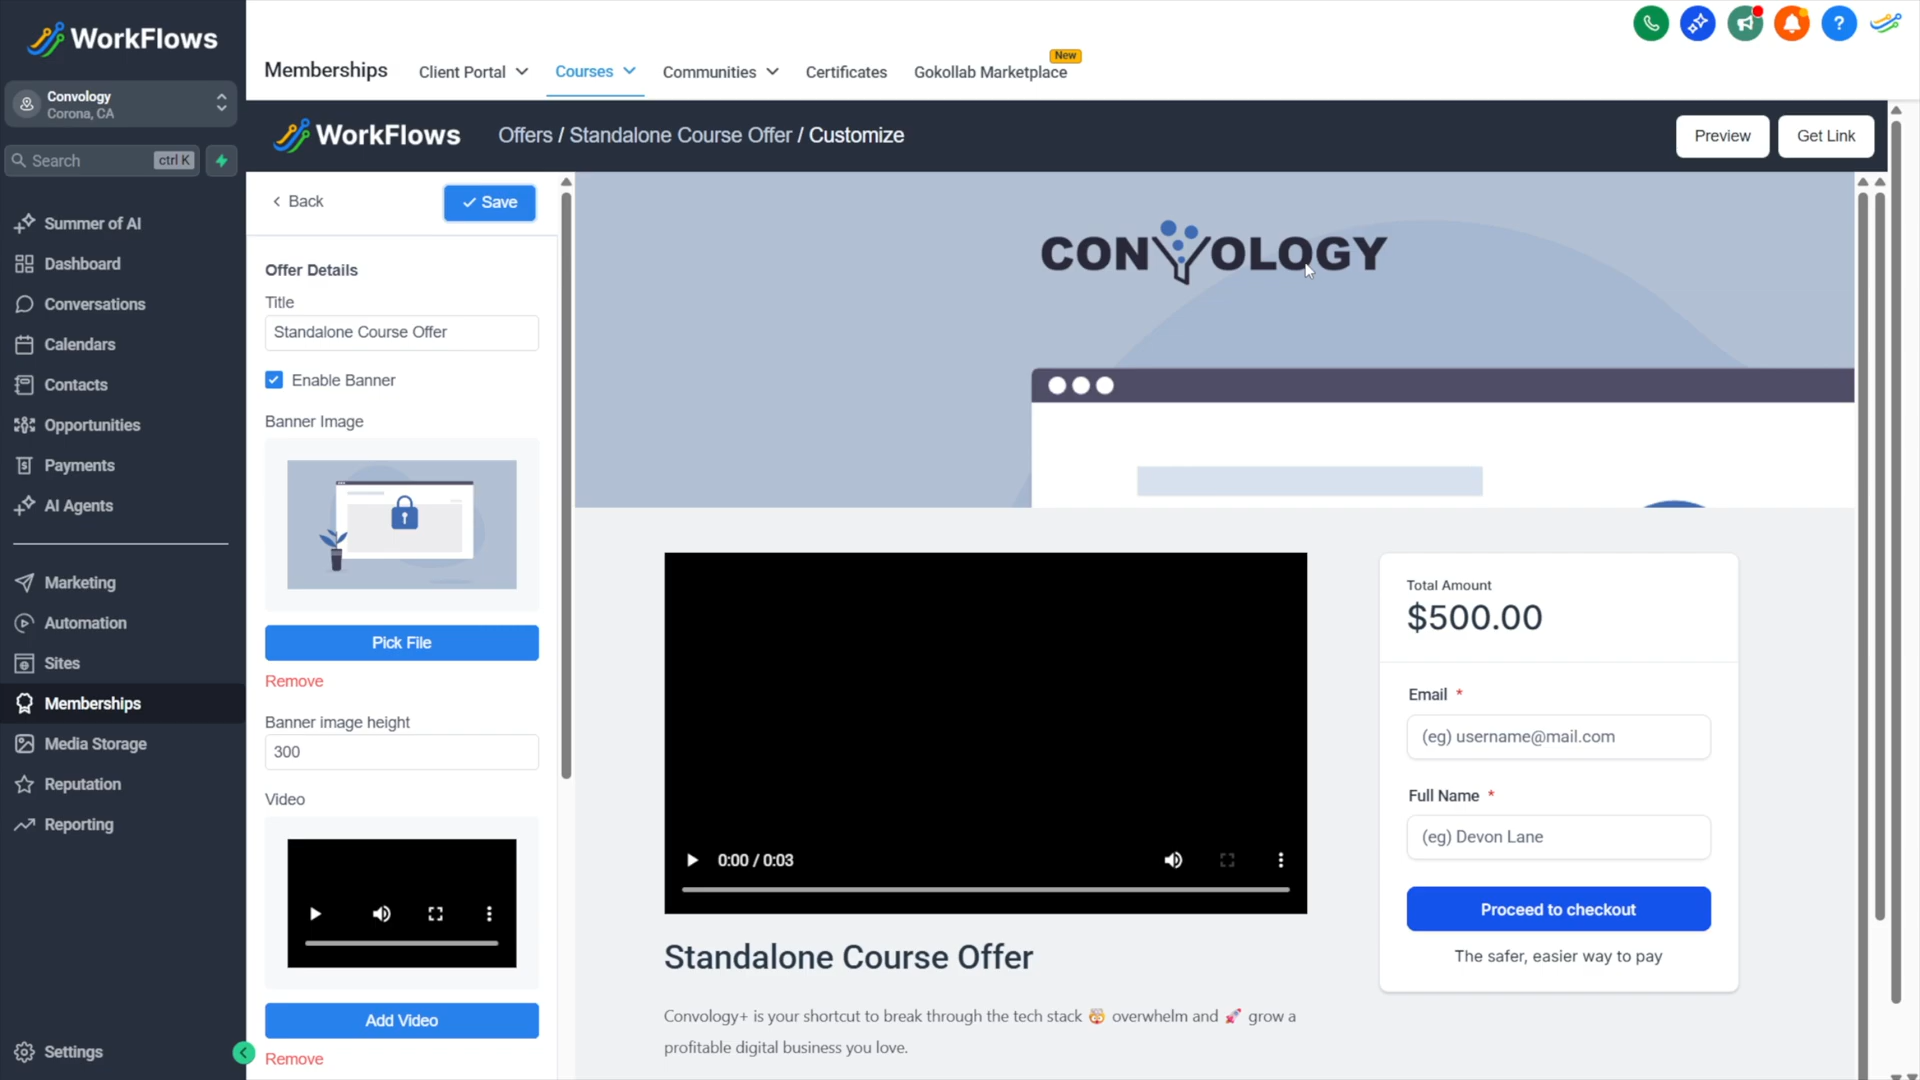 WorkFlows
Convology
Corona, CA
Search
ctrl K
Summer of AI
Dashboard
Conversations
Calendars
Contacts
Opportunities
Payments
AI Agents
Marketing
Automation
Sites
Memberships
Media Storage
Reputation
Reporting
Settings
Memberships
Client Portal
Courses
Communities
Certificates
Gokollab Marketplace
New
?
WorkFlows
Offers / Standalone Course Offer / Customize
Preview
Get Link
Back
Save
Offer Details
Title
Standalone Course Offer
Enable Banner
Banner Image
Pick File
Remove
Banner image height
300
Video
Add Video
Remove
CONVOLOGY
0:00 / 0:03
Standalone Course Offer
Convology+ is your shortcut to break through the tech stack 🤯 overwhelm and 🚀 grow a
profitable digital business you love.
Total Amount
$500.00
Email *
(eg) username@mail.com
Full Name *
(eg) Devon Lane
Proceed to checkout
The safer, easier way to pay